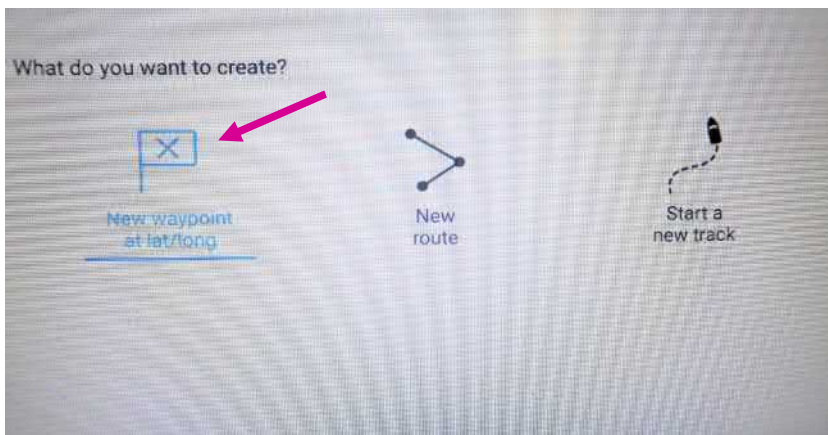 What do you want to create?
New waypoint
at lat/long
New
route
Start a
new track